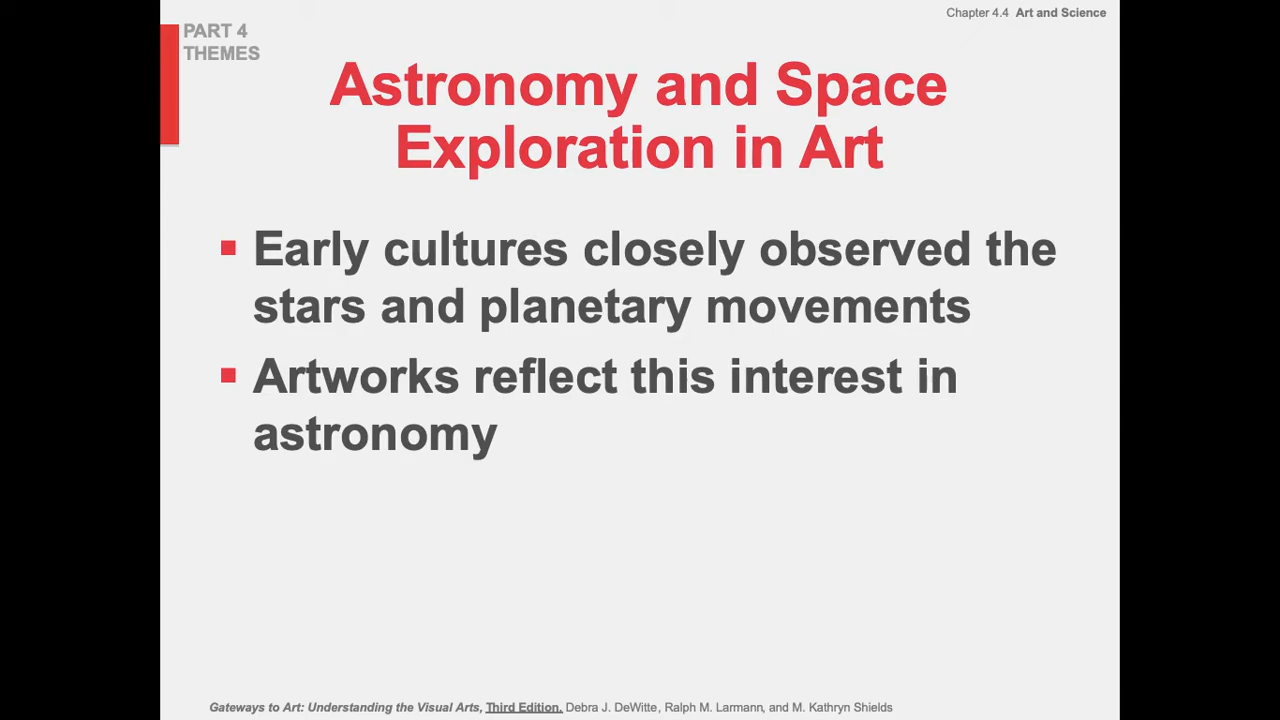 Chapter 4.4 Art and Science
PART 4
THEMES
Astronomy and Space
Exploration in Art
▪ Early cultures closely observed the
stars and planetary movements
▪ Artworks reflect this interest in
astronomy
Gateways to Art: Understanding the Visual Arts, Third Edition, Debra J. DeWitte, Ralph M. Larmann, and M. Kathryn Shields